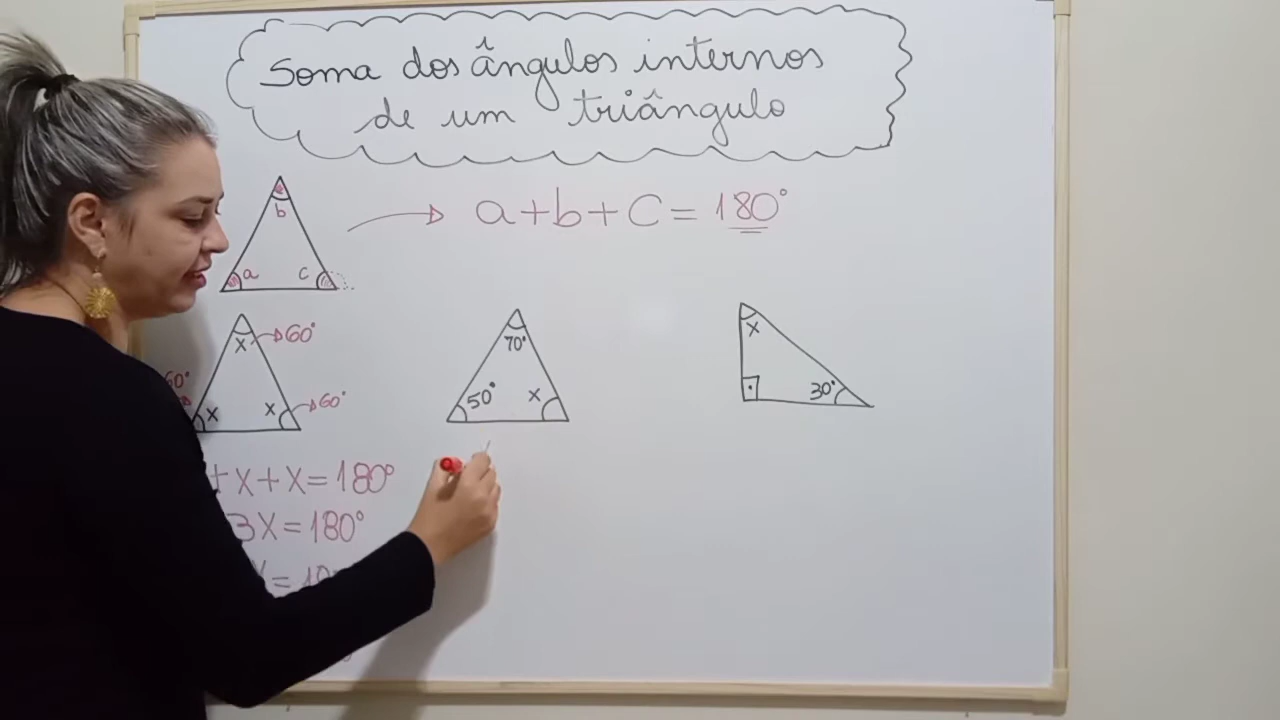 Soma dos ângulos internos
de um triângulo
b
a c
a+b+c = 180°
x 60°
60° x x 60°
70°
50° x
x
30°
+x+x=180°
3x=180°